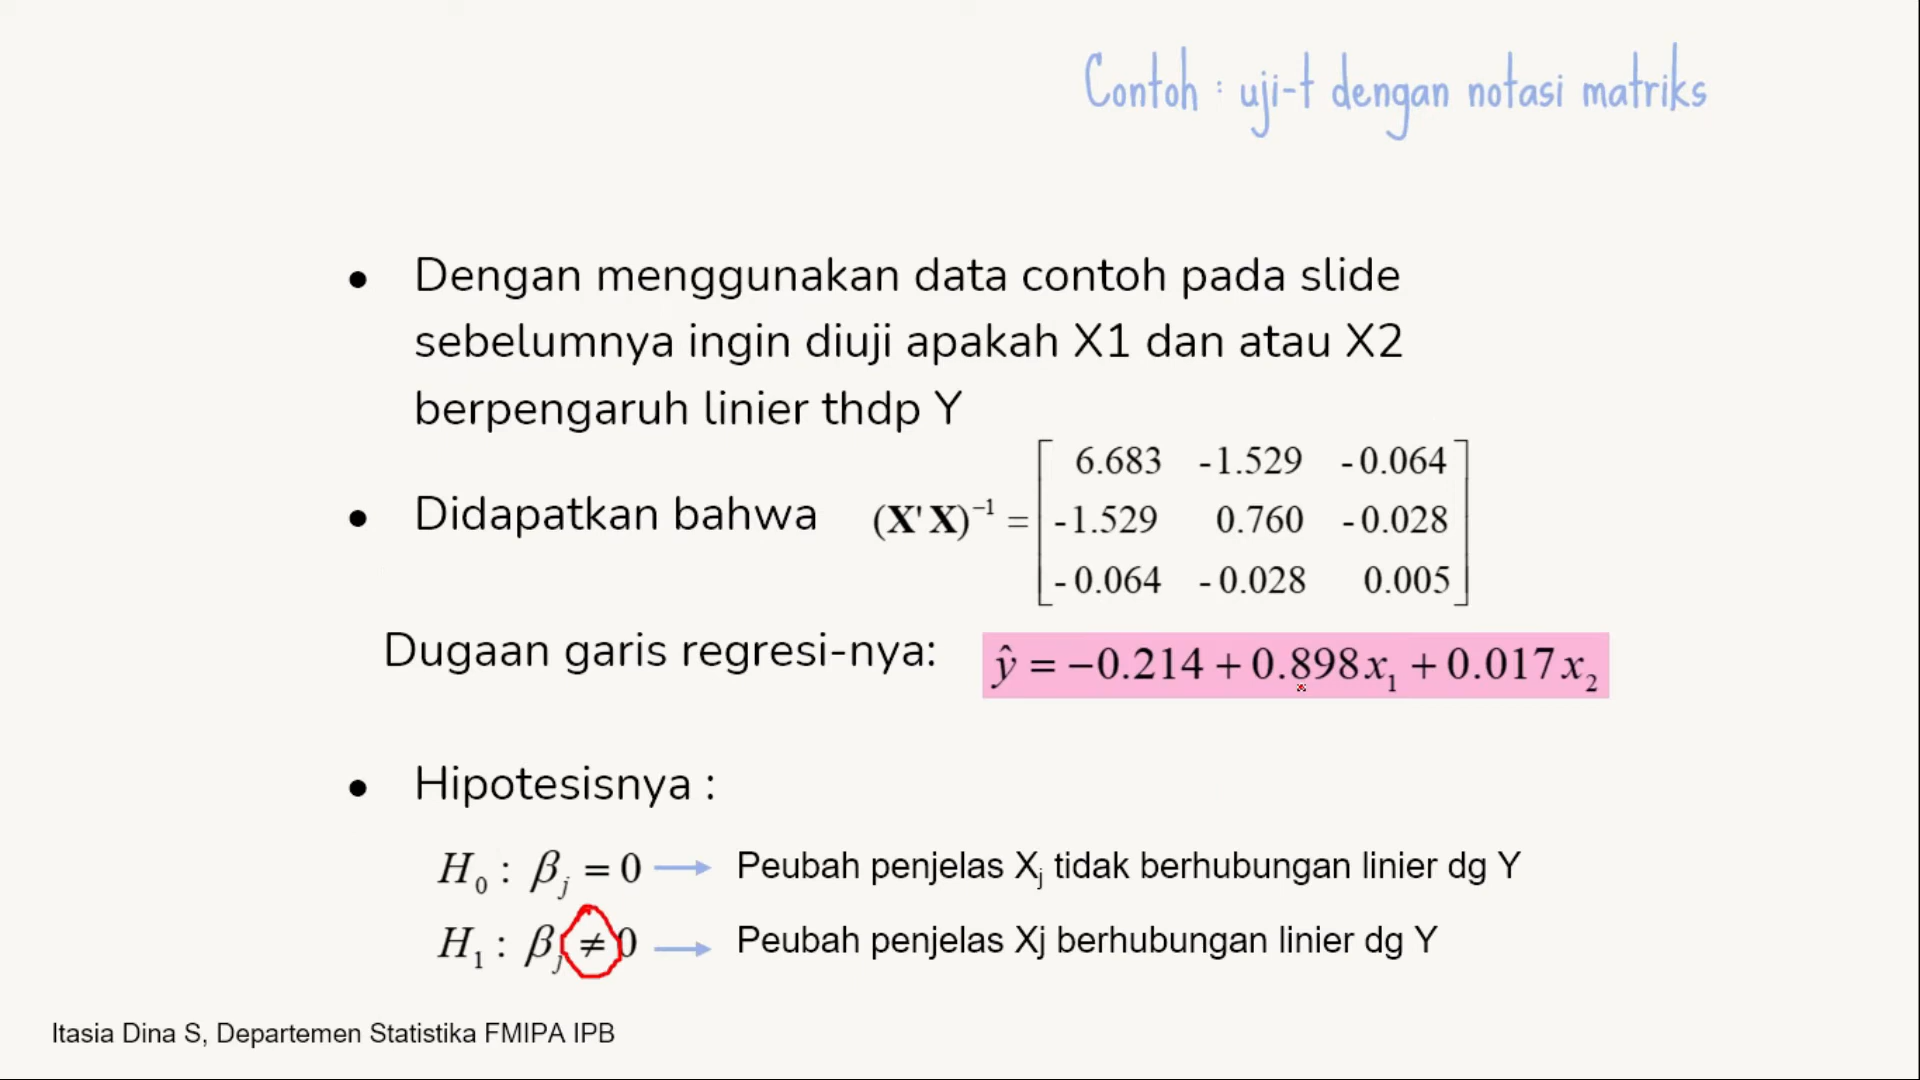 Contoh : uji-t dengan notasi matriks
● Dengan menggunakan data contoh pada slide
sebelumnya ingin diuji apakah X1 dan atau X2
berpengaruh linier thdp Y
● Didapatkan bahwa (X'X)⁻¹ =
6.683 -1.529 -0.064
-1.529 0.760 -0.028
-0.064 -0.028 0.005
Dugaan garis regresi-nya: ŷ = −0.214 + 0.898x₁ + 0.017x₂
● Hipotesisnya :
H₀ : βⱼ = 0 → Peubah penjelas Xⱼ tidak berhubungan linier dg Y
H₁ : βⱼ ≠ 0 → Peubah penjelas Xj berhubungan linier dg Y
Itasia Dina S, Departemen Statistika FMIPA IPB